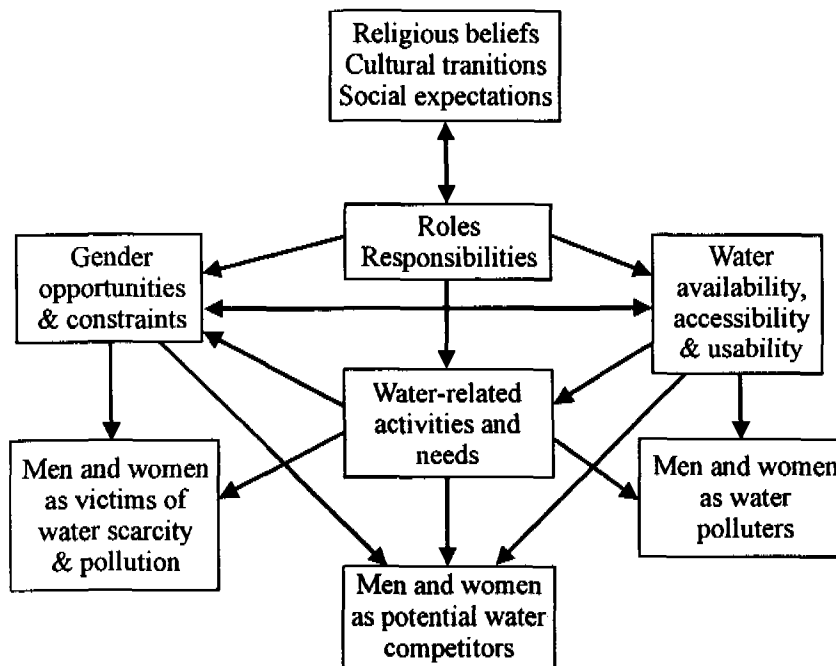 Religious beliefs
Cultural tranitions
Social expectations
Roles
Responsibilities
Gender
opportunities
& constraints
Water
availability,
accessibility
& usability
Water-related
activities and
needs
Men and women
as victims of
water scarcity
& pollution
Men and women
as water
polluters
Men and women
as potential water
competitors